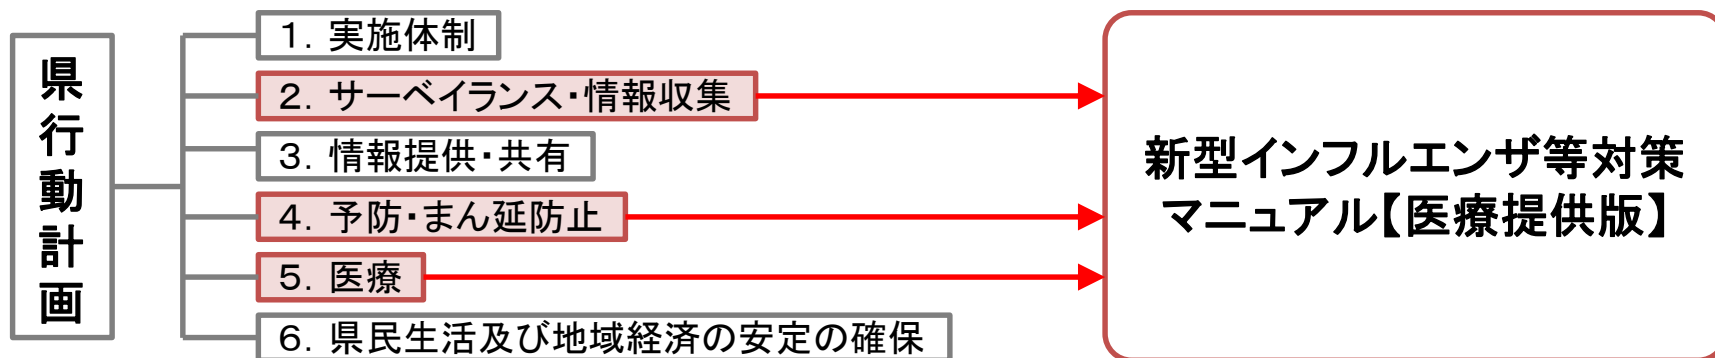 県行動計画
１．実施体制
２．サーベイランス・情報収集
３．情報提供・共有
４．予防・まん延防止
５．医療
６．県民生活及び地域経済の安定の確保
新型インフルエンザ等対策
マニュアル【医療提供版】